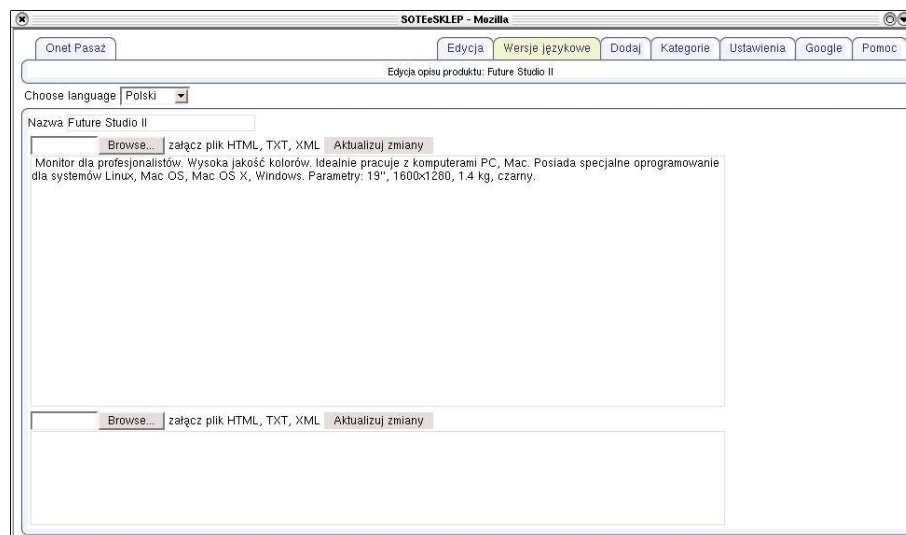 SOTEeSKLEP - Mozilla
Onet Pasaż Edycja Wersje językowe Dodaj Kategorie Ustawienia Google Pomoc
Edycja opisu produktu: Future Studio II
Choose language Polski
Nazwa Future Studio II
Browse... załącz plik HTML, TXT, XML Aktualizuj zmiany
Monitor dla profesjonalistów. Wysoka jakość kolorów. Idealnie pracuje z komputerami PC, Mac. Posiada specjalne oprogramowanie
dla systemów Linux, Mac OS, Mac OS X, Windows. Parametry: 19'', 1600x1280, 1.4 kg, czarny.
Browse... załącz plik HTML, TXT, XML Aktualizuj zmiany